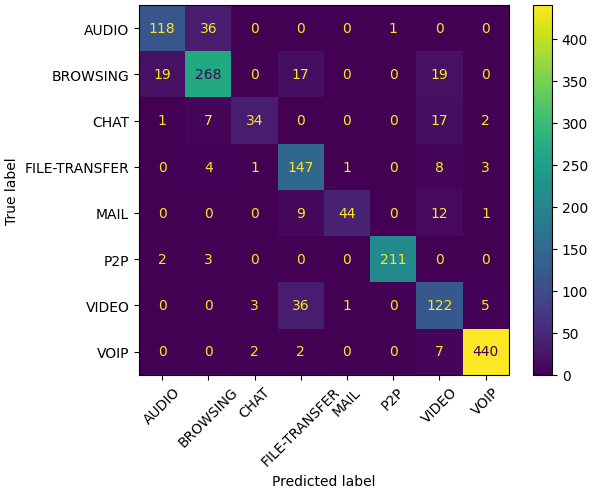 AUDIO 118 36 0 0 0 1 0 0
BROWSING 19 268 0 17 0 0 19 0
CHAT 1 7 34 0 0 0 17 2
FILE-TRANSFER 0 4 1 147 1 0 8 3
MAIL 0 0 0 9 44 0 12 1
P2P 2 3 0 0 0 211 0 0
VIDEO 0 0 3 36 1 0 122 5
VOIP 0 0 2 2 0 0 7 440
AUDIO BROWSING CHAT FILE-TRANSFER MAIL P2P VIDEO VOIP
Predicted label
True label
400
350
300
250
200
150
100
50
0